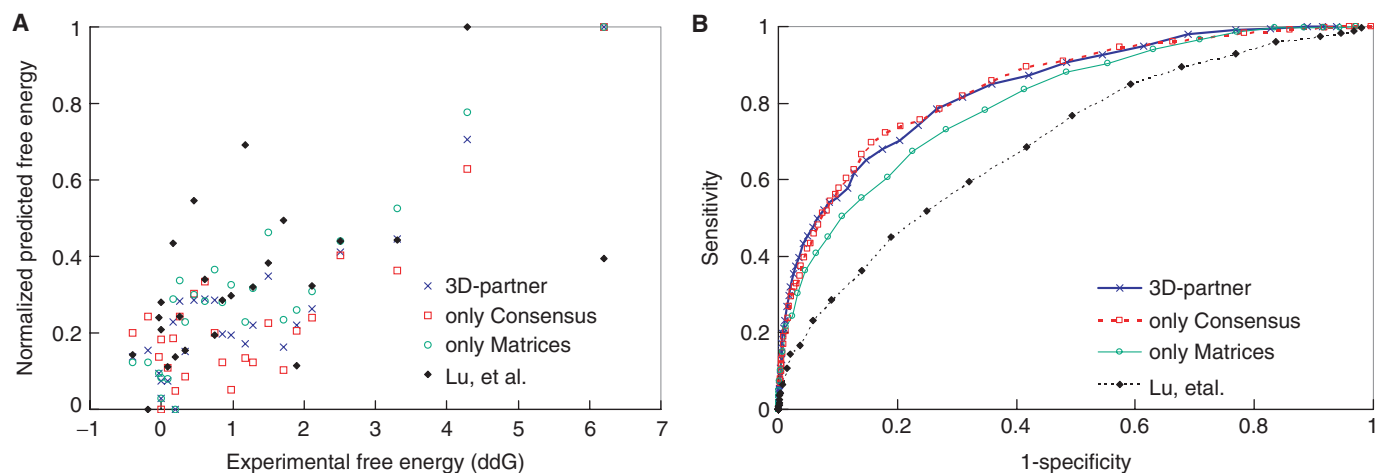 A
Normalized predicted free energy
1
0.8
0.6
0.4
0.2
0
−1
0
1
2
3
4
5
6
7
Experimental free energy (ddG)
3D-partner
only Consensus
only Matrices
Lu, et al.
B
Sensitivity
1
0.8
0.6
0.4
0.2
0
0
0.2
0.4
0.6
0.8
1
1-specificity
3D-partner
only Consensus
only Matrices
Lu, etal.